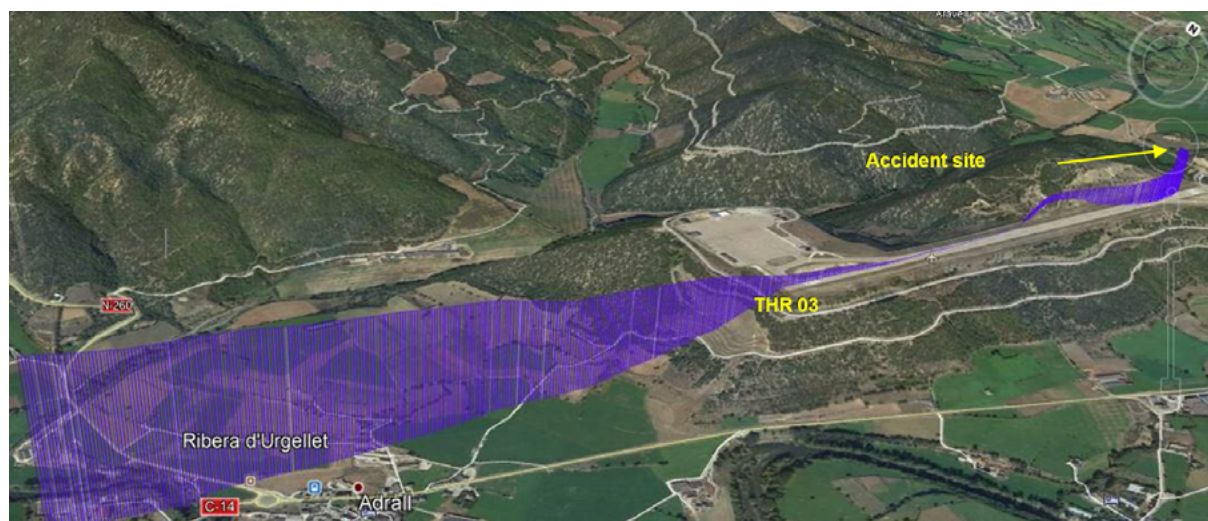 N
Accident site
N-260
THR 03
Ribera d'Urgellet
C-14
Adrall